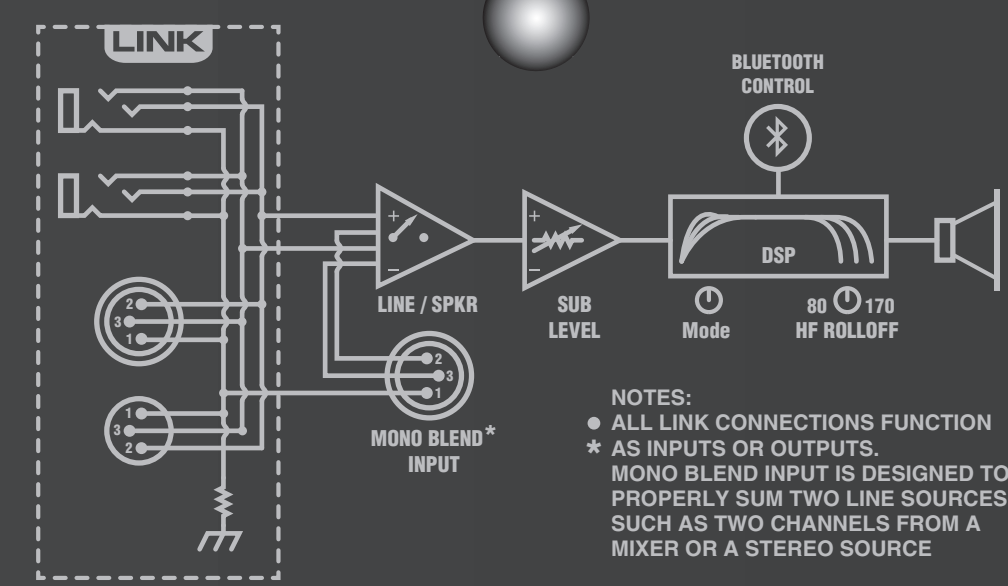 LINK
BLUETOOTH
CONTROL
+
−
LINE / SPKR
+
−
SUB
LEVEL
DSP
Mode
80 170
HF ROLLOFF
2
3
1
1
3
2
2
3
1
MONO BLEND*
INPUT
NOTES:
● ALL LINK CONNECTIONS FUNCTION
* AS INPUTS OR OUTPUTS.
MONO BLEND INPUT IS DESIGNED TO
PROPERLY SUM TWO LINE SOURCES
SUCH AS TWO CHANNELS FROM A
MIXER OR A STEREO SOURCE